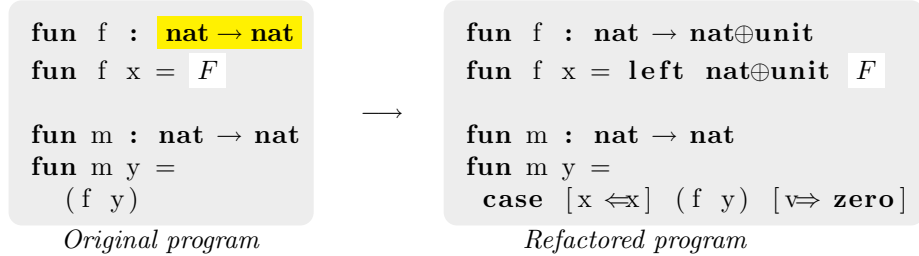 fun f : nat → nat
fun f x = F
fun m : nat → nat
fun m y =
(f y)
Original program
⟶
fun f : nat → nat⊕unit
fun f x = left nat⊕unit F
fun m : nat → nat
fun m y =
case [x ⇐x] (f y) [v⇒ zero]
Refactored program